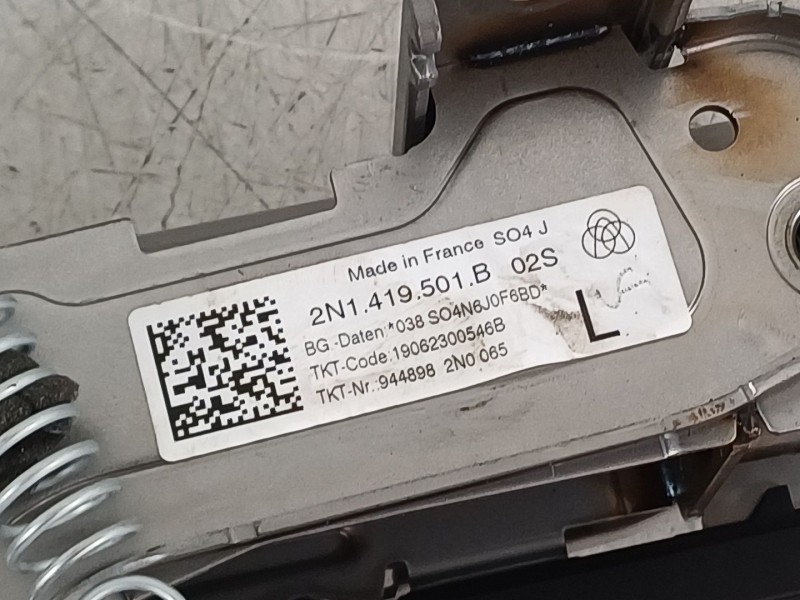 Made in France SO4 J
2N1.419.501.B 02S
BG.-Daten:*038 SO4N6J0F6BD*
TKT-Code:19062300546B
TKT-Nr.:944898 2N0 065
L